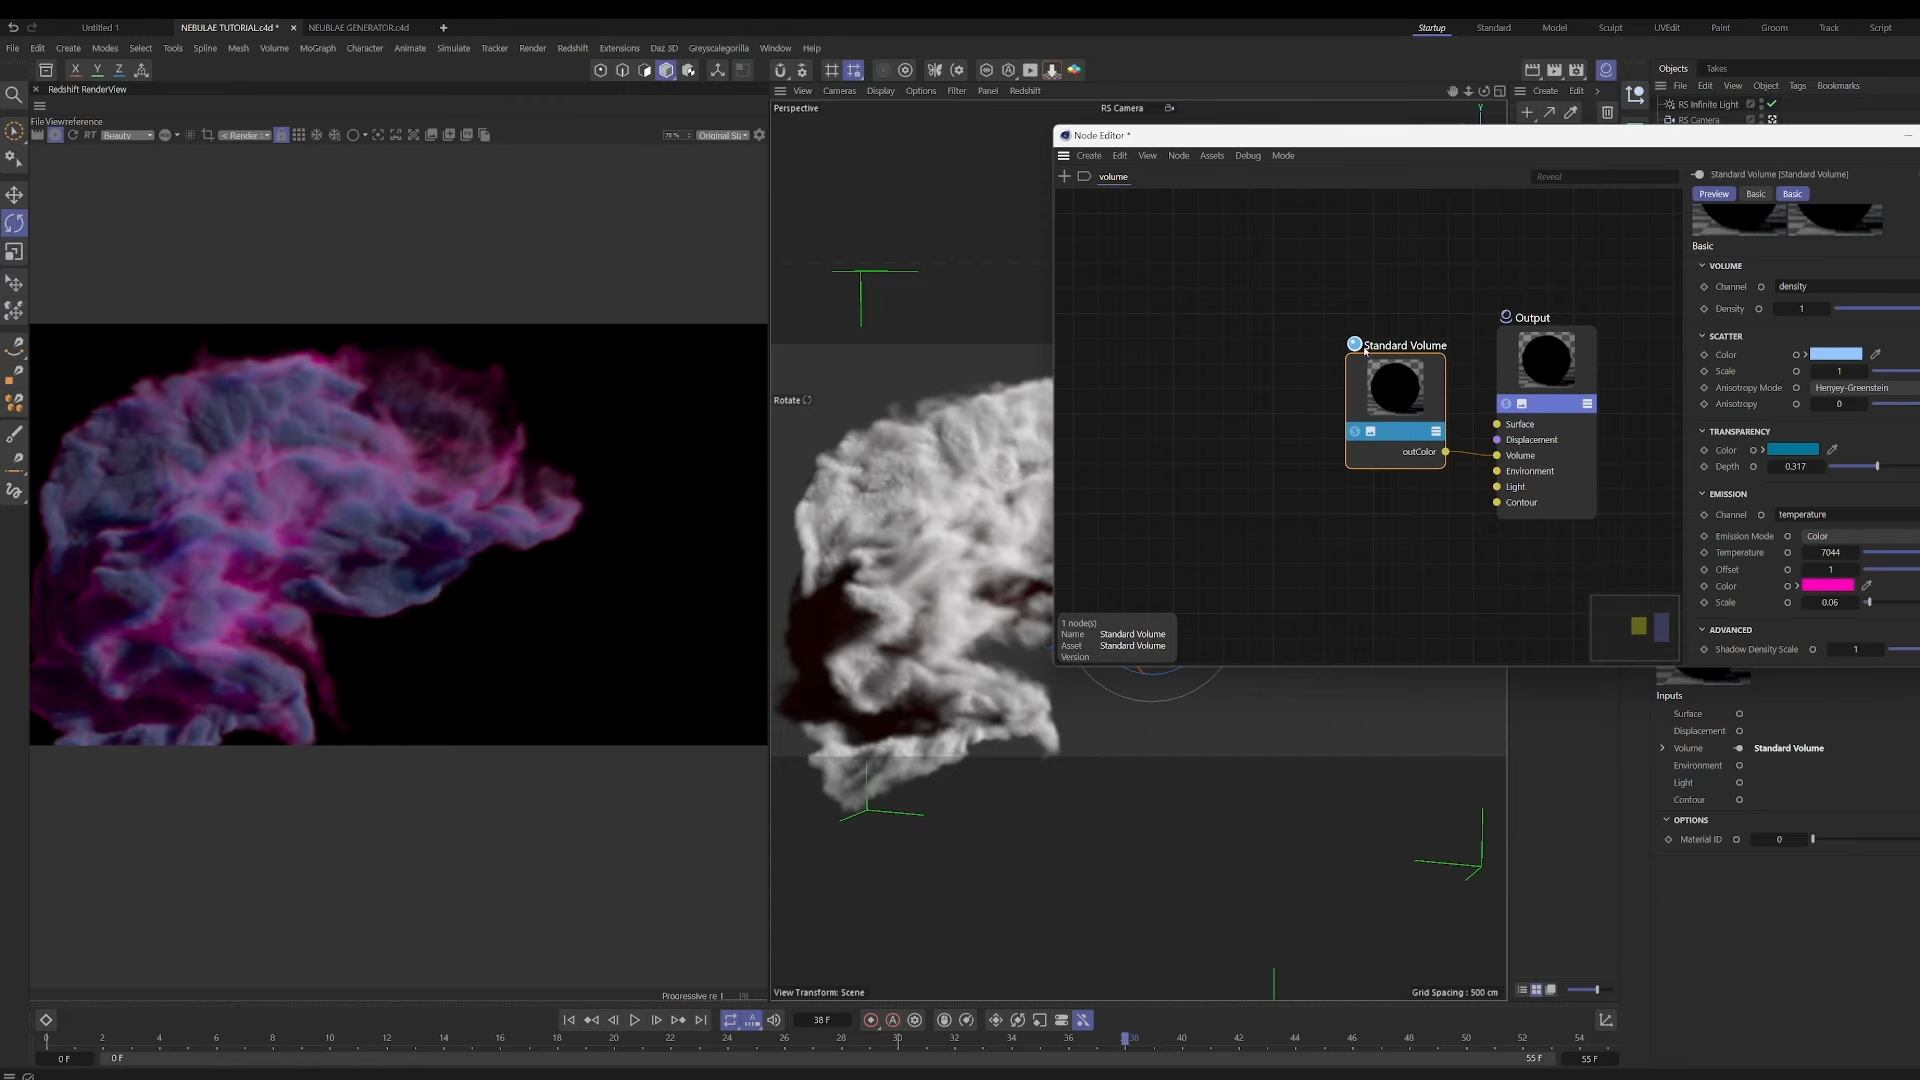 Untitled 1
NEBULAE TUTORIAL.c4d *
NEUBLAE GENERATOR.c4d
Startup
Standard
Model
Sculpt
UVEdit
Paint
Groom
Track
Script
File Edit Create Modes Select Tools Spline Mesh Volume MoGraph Character Animate Simulate Tracker Render Redshift Extensions Daz 3D Greyscalegorilla Window Help
X Y Z
Objects Takes
Redshift RenderView
View Cameras Display Options Filter Panel Redshift
Create Edit
File Edit View Object Tags Bookmarks
Perspective
RS Camera
RS Infinite Light
RS Camera
FileViewreference
RT Beauty
< Render >
75 %
Original Siz
Node Editor *
Create Edit View Node Assets Debug Mode
volume
Reveal
Standard Volume [Standard Volume]
Preview Basic Basic
Basic
VOLUME
Channel density
Density 1
SCATTER
Color
Scale 1
Anisotropy Mode Henyey-Greenstein
Anisotropy 0
TRANSPARENCY
Color
Depth 0.317
EMISSION
Channel temperature
Emission Mode Color
Temperature 7044
Offset 1
Color
Scale 0.06
ADVANCED
Shadow Density Scale 1
Standard Volume
outColor
Output
Surface
Displacement
Volume
Environment
Light
Contour
Rotate
1 node(s)
Name Standard Volume
Asset Standard Volume
Version
Inputs
Surface
Displacement
Volume Standard Volume
Environment
Light
Contour
OPTIONS
Material ID 0
Progressive re
1%
View Transform: Scene
Grid Spacing : 500 cm
38 F
0 2 4 6 8 10 12 14 16 18 20 22 24 26 28 30 32 34 36 38 40 42 44 46 48 50 52 54
0 F
0 F
55 F
55 F